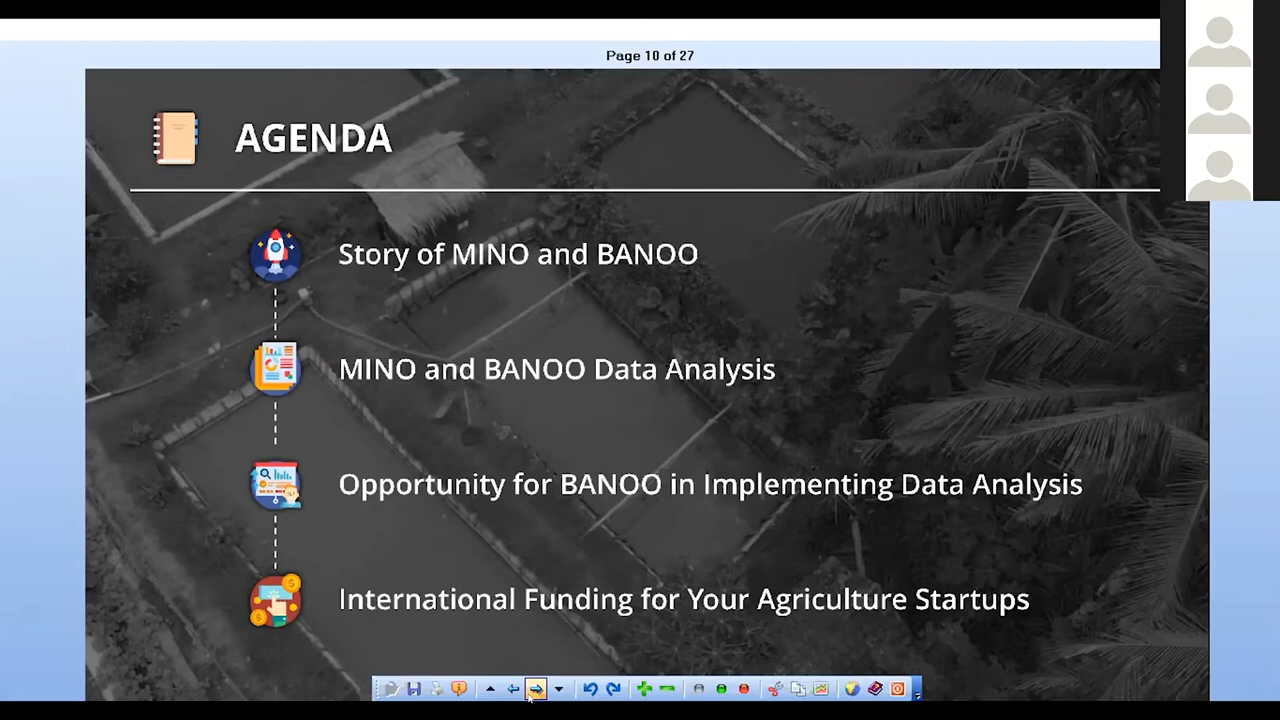 Page 10 of 27
AGENDA
Story of MINO and BANOO
MINO and BANOO Data Analysis
Opportunity for BANOO in Implementing Data Analysis
International Funding for Your Agriculture Startups